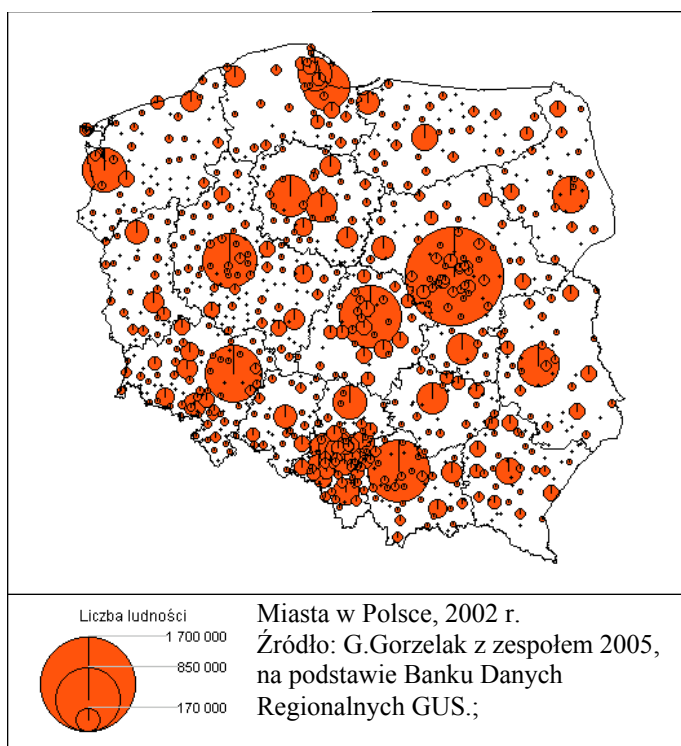 Liczba ludności
1 700 000
850 000
170 000
Miasta w Polsce, 2002 r.
Źródło: G.Gorzelak z zespołem 2005,
na podstawie Banku Danych
Regionalnych GUS.;